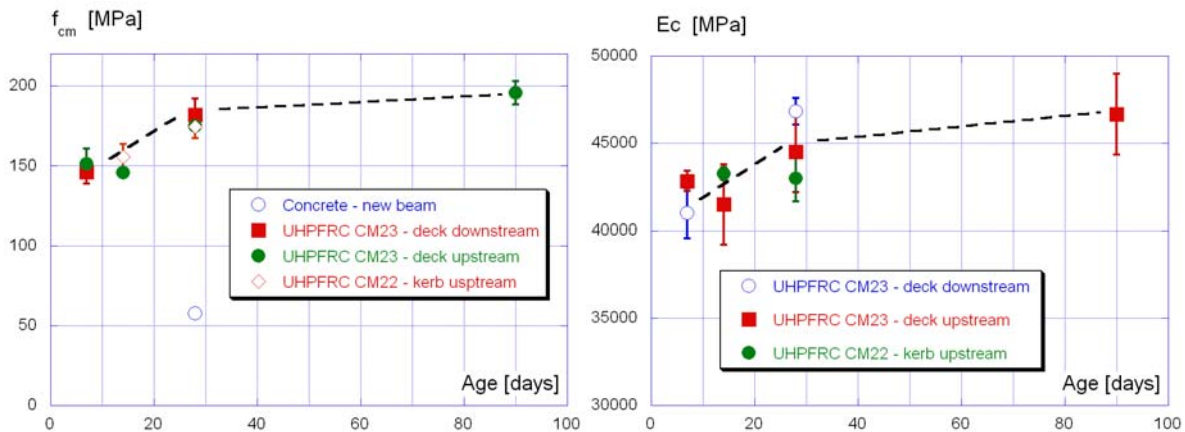 f_cm [MPa]
200
150
100
50
0
0 20 40 60 80 100
Age [days]
Concrete - new beam
UHPFRC CM23 - deck downstream
UHPFRC CM23 - deck upstream
UHPFRC CM22 - kerb usptream
Ec [MPa]
50000
45000
40000
35000
30000
0 20 40 60 80 100
Age [days]
UHPFRC CM23 - deck downstream
UHPFRC CM23 - deck upstream
UHPFRC CM22 - kerb upstream